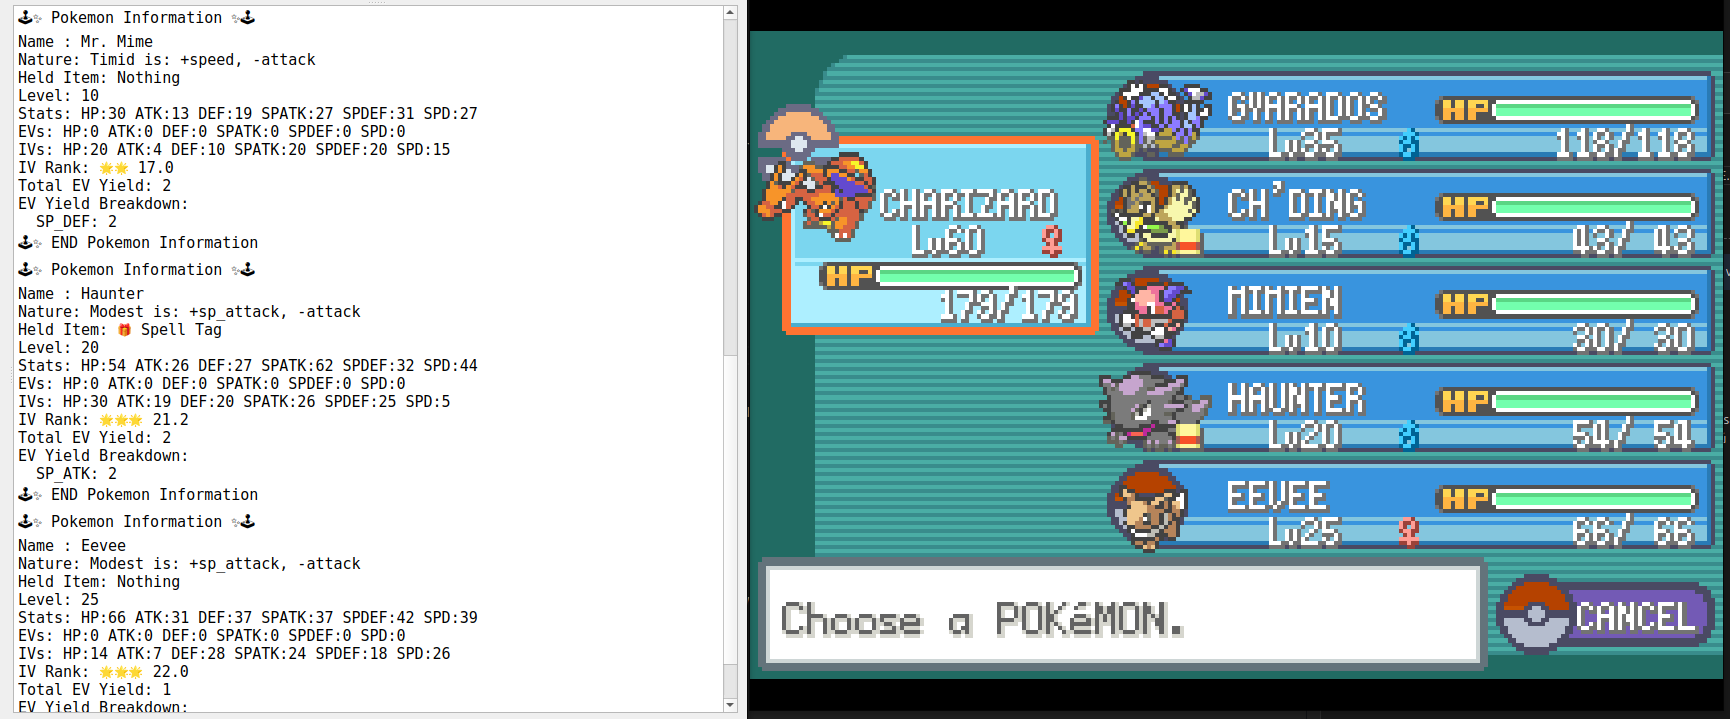 🕹✨ Pokemon Information ✨🕹
Name : Mr. Mime
Nature: Timid is: +speed, -attack
Held Item: Nothing
Level: 10
Stats: HP:30 ATK:13 DEF:19 SPATK:27 SPDEF:31 SPD:27
EVs: HP:0 ATK:0 DEF:0 SPATK:0 SPDEF:0 SPD:0
IVs: HP:20 ATK:4 DEF:10 SPATK:20 SPDEF:20 SPD:15
IV Rank: 🌟🌟 17.0
Total EV Yield: 2
EV Yield Breakdown:
SP_DEF: 2
🕹✨ END Pokemon Information
🕹✨ Pokemon Information ✨🕹
Name : Haunter
Nature: Modest is: +sp_attack, -attack
Held Item: 🎁 Spell Tag
Level: 20
Stats: HP:54 ATK:26 DEF:27 SPATK:62 SPDEF:32 SPD:44
EVs: HP:0 ATK:0 DEF:0 SPATK:0 SPDEF:0 SPD:0
IVs: HP:30 ATK:19 DEF:20 SPATK:26 SPDEF:25 SPD:5
IV Rank: 🌟🌟🌟 21.2
Total EV Yield: 2
EV Yield Breakdown:
SP_ATK: 2
🕹✨ END Pokemon Information
🕹✨ Pokemon Information ✨🕹
Name : Eevee
Nature: Modest is: +sp_attack, -attack
Held Item: Nothing
Level: 25
Stats: HP:66 ATK:31 DEF:37 SPATK:37 SPDEF:42 SPD:39
EVs: HP:0 ATK:0 DEF:0 SPATK:0 SPDEF:0 SPD:0
IVs: HP:14 ATK:7 DEF:28 SPATK:24 SPDEF:18 SPD:26
IV Rank: 🌟🌟🌟 22.0
Total EV Yield: 1
EV Yield Breakdown:
CHARIZARD
Lv60 ♀
HP
179/179
GYARADOS HP
Lv35 ♂ 118/118
CH'DING HP
Lv15 ♂ 43/ 43
MIMIEN HP
Lv10 ♂ 30/ 30
HAUNTER HP
Lv20 ♂ 54/ 54
EEVEE HP
Lv25 ♀ 66/ 66
Choose a POKéMON.
CANCEL